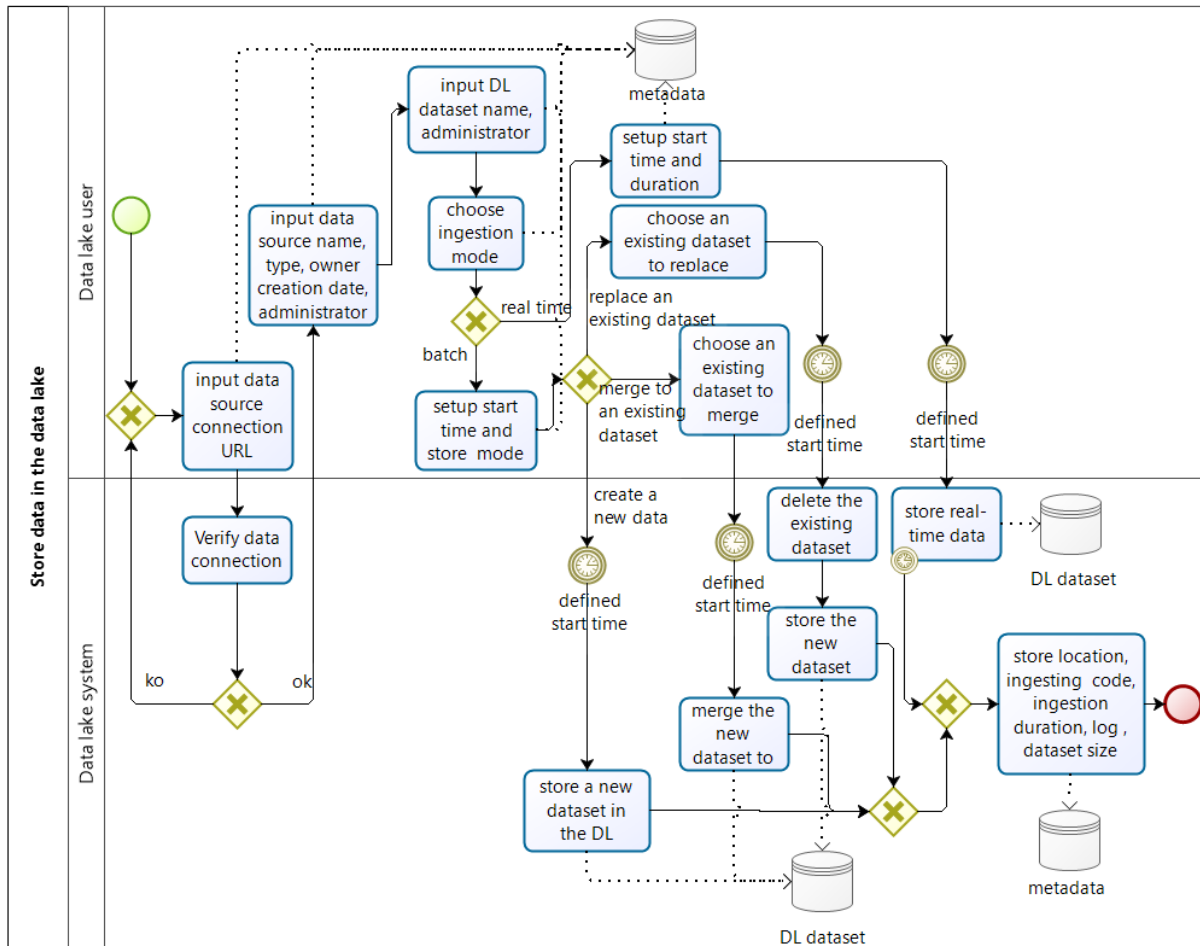 Store data in the data lake
Data lake user
Data lake system
metadata
input DL
dataset name,
administrator
setup start
time and
duration
input data
source name,
type, owner
creation date,
administrator
choose
ingestion
mode
choose an
existing dataset
to replace
real time
replace an
existing dataset
batch
choose an
existing
dataset to
merge
input data
source
connection
URL
setup start
time and
store mode
merge to
an existing
dataset
defined
start time
defined
start time
create a
new data
delete the
existing
dataset
store real-
time data
Verify data
connection
DL dataset
defined
start time
defined
start time
store the
new
dataset
store location,
ingesting code,
ingestion
duration, log ,
dataset size
ko
ok
merge the
new
dataset to
store a new
dataset in
the DL
metadata
DL dataset